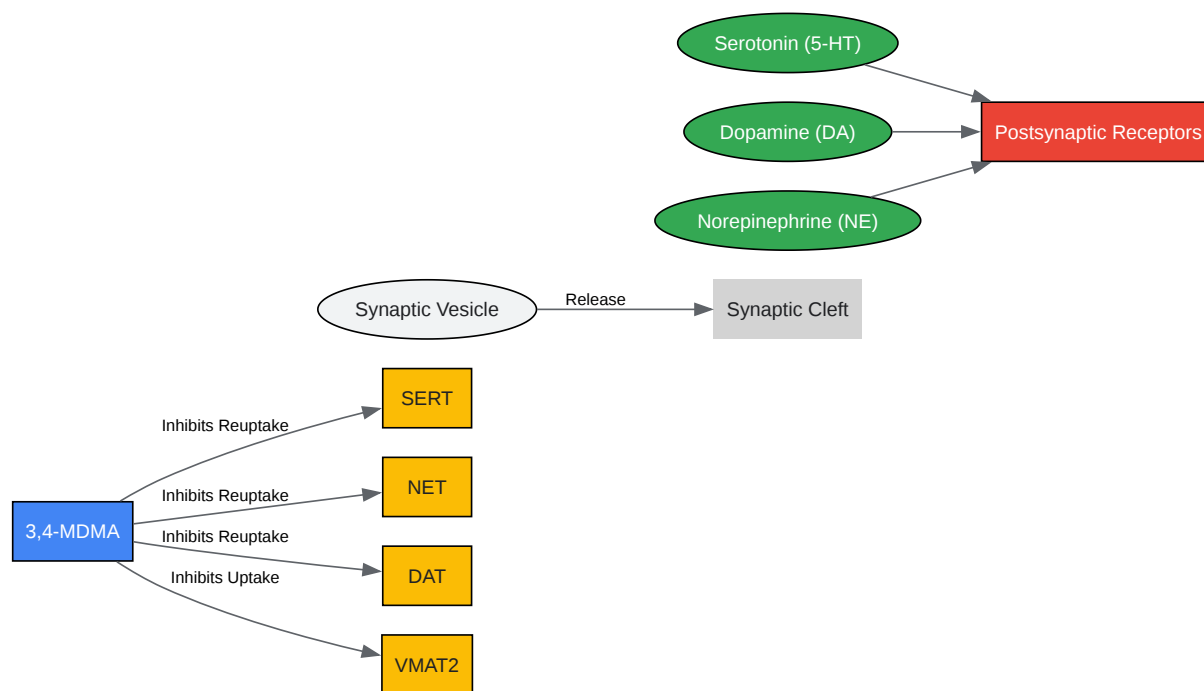 Serotonin (5-HT)
Dopamine (DA)
Postsynaptic Receptors
Norepinephrine (NE)
Synaptic Vesicle
Release
Synaptic Cleft
SERT
Inhibits Reuptake
NET
Inhibits Reuptake
3,4-MDMA
Inhibits Reuptake
DAT
Inhibits Uptake
VMAT2